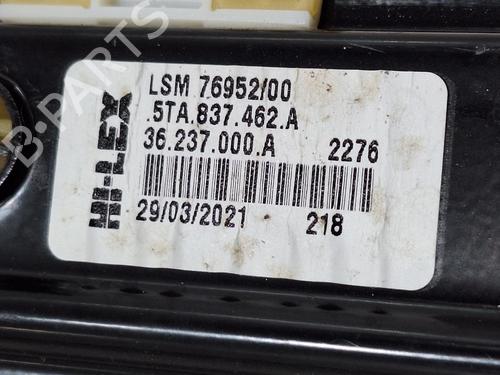 HI-LEX
LSM 76952/00
.5TA.837.462.A
36.237.000.A 2276
29/03/2021 218
B-PARTS